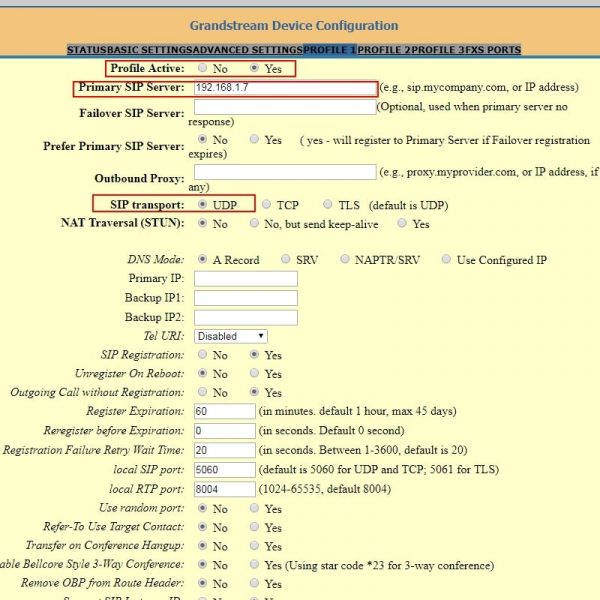 Grandstream Device Configuration
STATUS BASIC SETTINGS ADVANCED SETTINGS PROFILE 1 PROFILE 2 PROFILE 3 FXS PORTS
Profile Active: No Yes
Primary SIP Server: 192.168.1.7 (e.g., sip.mycompany.com, or IP address)
Failover SIP Server: (Optional, used when primary server no
response)
Prefer Primary SIP Server: No Yes ( yes - will register to Primary Server if Failover registration
expires)
Outbound Proxy: (e.g., proxy.myprovider.com, or IP address, if
any)
SIP transport: UDP TCP TLS (default is UDP)
NAT Traversal (STUN): No No, but send keep-alive Yes
DNS Mode: A Record SRV NAPTR/SRV Use Configured IP
Primary IP:
Backup IP1:
Backup IP2:
Tel URI: Disabled
SIP Registration: No Yes
Unregister On Reboot: No Yes
Outgoing Call without Registration: No Yes
Register Expiration: 60 (in minutes. default 1 hour, max 45 days)
Reregister before Expiration: 0 (in seconds. Default 0 second)
Registration Failure Retry Wait Time: 20 (in seconds. Between 1-3600, default is 20)
local SIP port: 5060 (default is 5060 for UDP and TCP; 5061 for TLS)
local RTP port: 8004 (1024-65535, default 8004)
Use random port: No Yes
Refer-To Use Target Contact: No Yes
Transfer on Conference Hangup: No Yes
able Bellcore Style 3-Way Conference: No Yes (Using star code *23 for 3-way conference)
Remove OBP from Route Header: No Yes